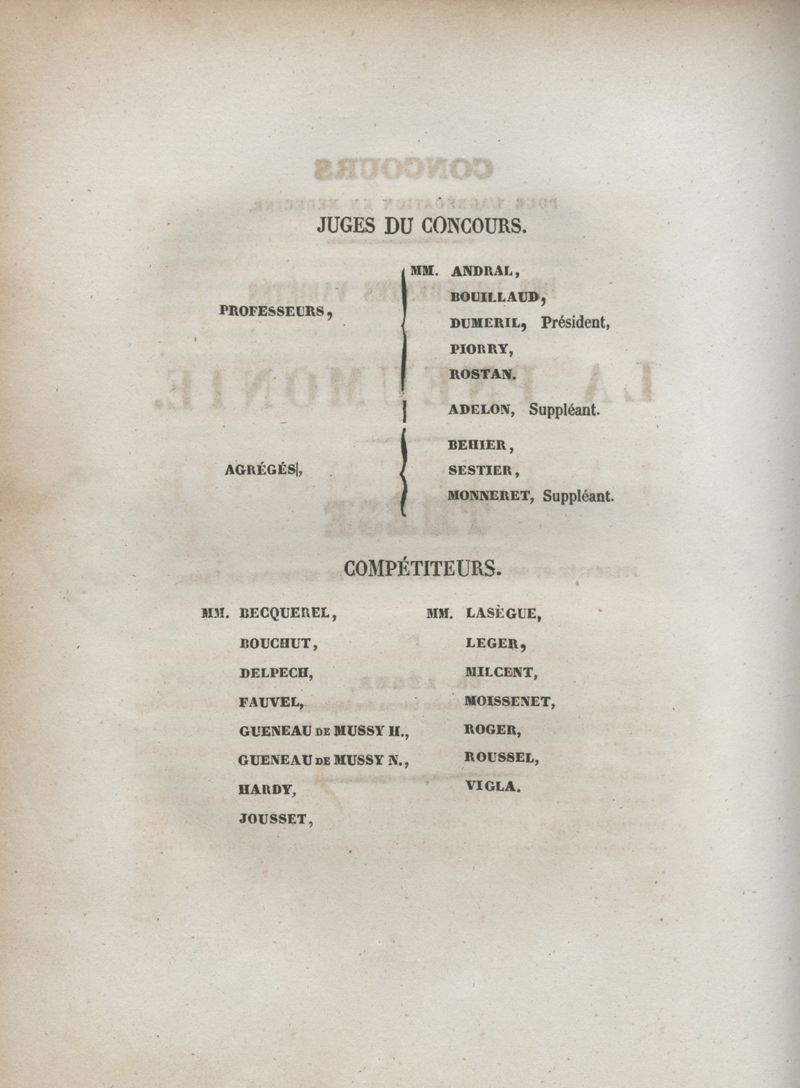 JUGES DU CONCOURS.
PROFESSEURS,
MM. ANDRAL,
BOUILLAUD,
DUMERIL, Président,
PIORRY,
ROSTAN.
ADELON, Suppléant.
AGRÉGÉS,
BEHIER,
SESTIER,
MONNERET, Suppléant.
COMPÉTITEURS.
MM. BECQUEREL,
BOUCHUT,
DELPECH,
FAUVEL,
GUENEAU DE MUSSY H.,
GUENEAU DE MUSSY N.,
HARDY,
JOUSSET,
MM. LASÈGUE,
LEGER,
MILCENT,
MOISSENET,
ROGER,
ROUSSEL,
VIGLA.